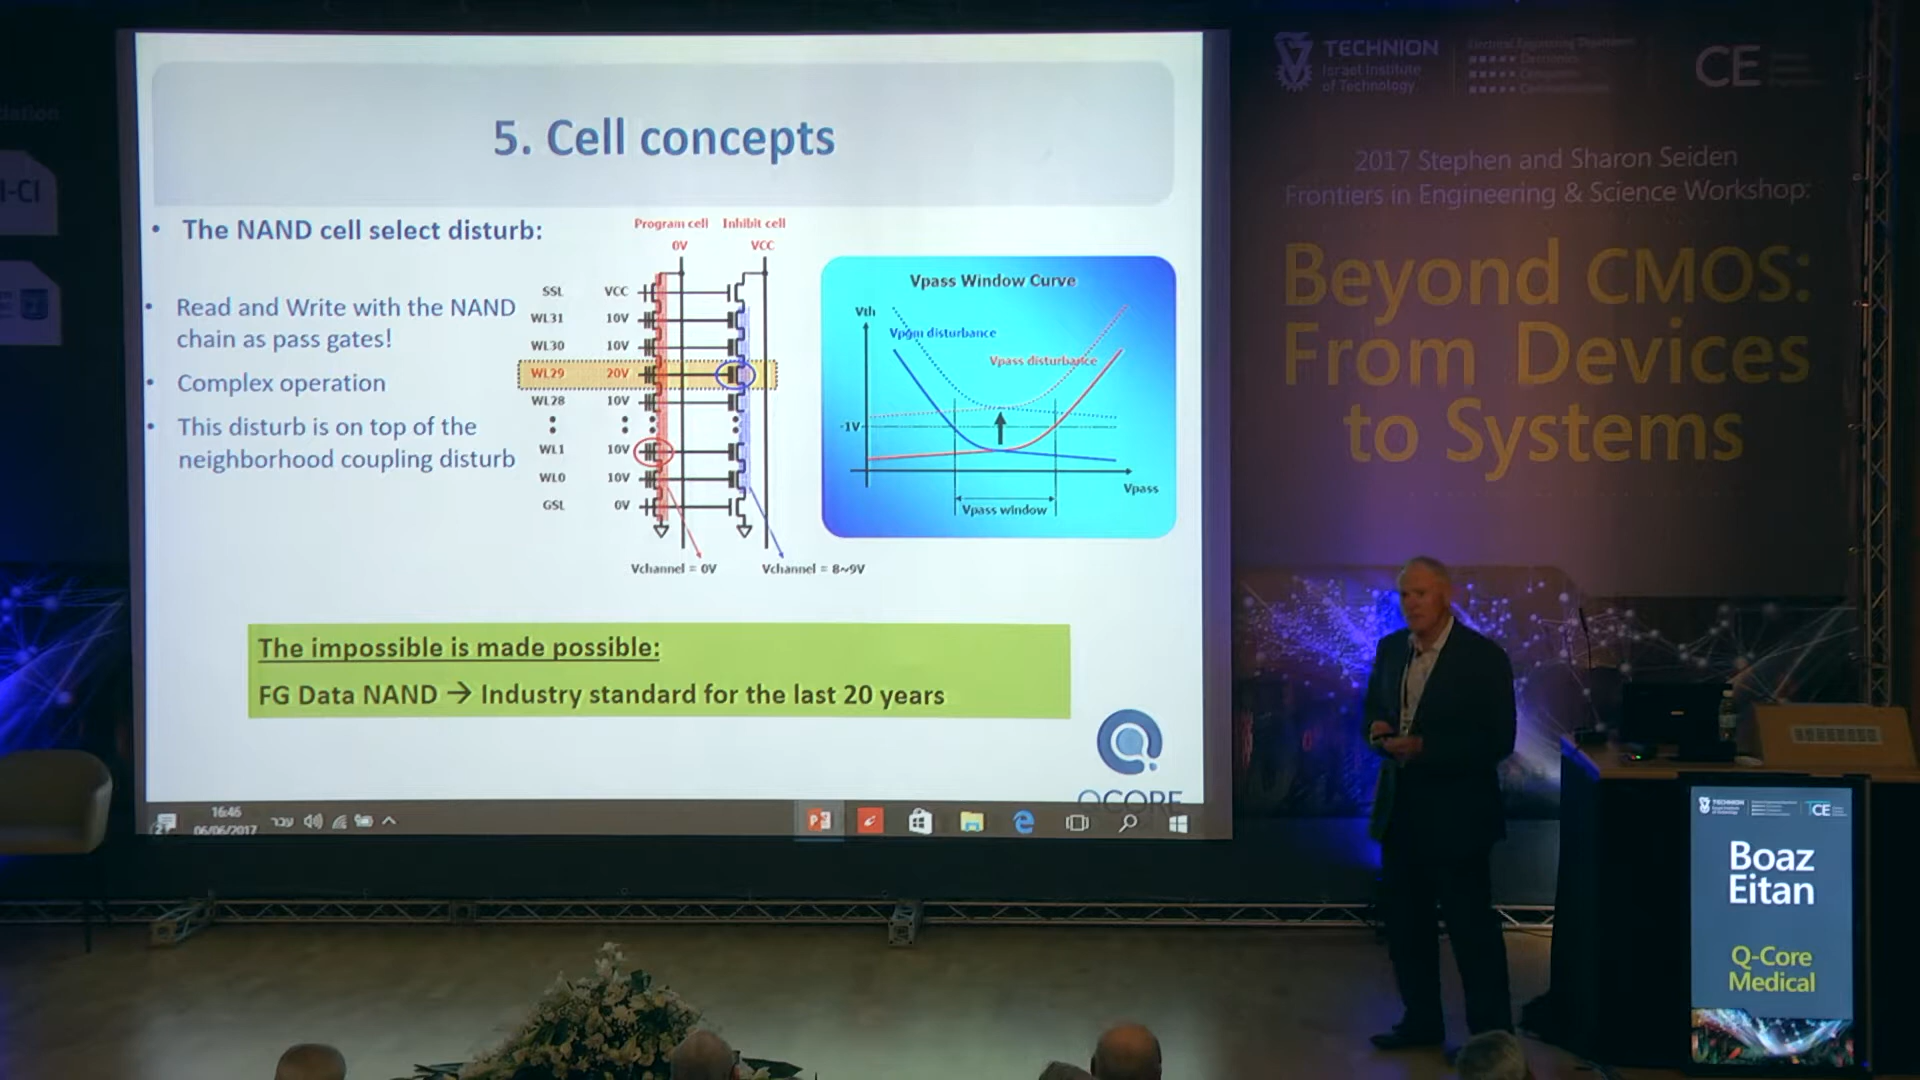 5. Cell concepts
• The NAND cell select disturb:
• Read and Write with the NAND
chain as pass gates!
• Complex operation
• This disturb is on top of the
neighborhood coupling disturb
Program cell Inhibit cell
0V VCC
SSL VCC
WL31 10V
WL30 10V
WL29 20V
WL28 10V
WL1 10V
WL0 10V
GSL 0V
Vchannel = 0V Vchannel = 8~9V
Vpass Window Curve
Vth
Vpgm disturbance
Vpass disturbance
-1V
Vpass
Vpass window
The impossible is made possible:
FG Data NAND → Industry standard for the last 20 years
QCORE
16:46
06/06/2017
עבר
TECHNION
Israel Institute
of Technology
Electrical Engineering Department
CE
2017 Stephen and Sharon Seiden
Frontiers in Engineering & Science Workshop:
Beyond CMOS:
From Devices
to Systems
I-CI
TECHNION
CE
Boaz
Eitan
Q-Core
Medical